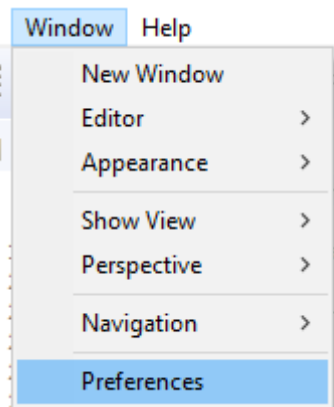 Window Help
New Window
Editor
Appearance
Show View
Perspective
Navigation
Preferences